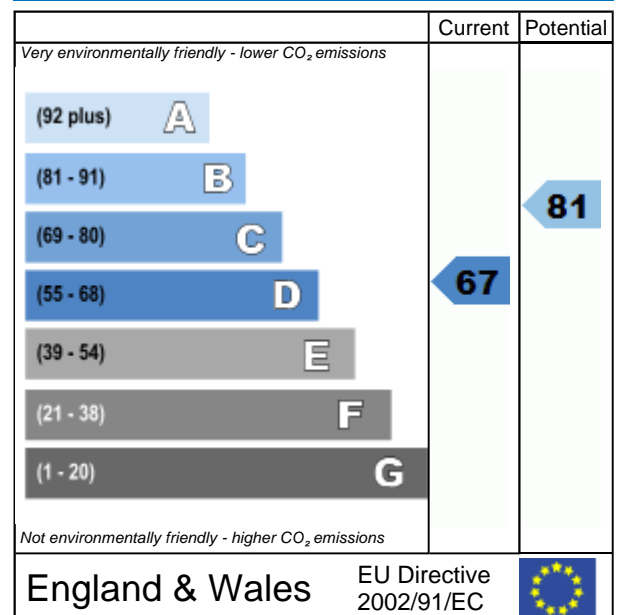 Current Potential
Very environmentally friendly - lower CO₂ emissions
(92 plus) A
(81 - 91) B
81
(69 - 80) C
(55 - 68) D
67
(39 - 54) E
(21 - 38) F
(1 - 20) G
Not environmentally friendly - higher CO₂ emissions
England & Wales
EU Directive
2002/91/EC